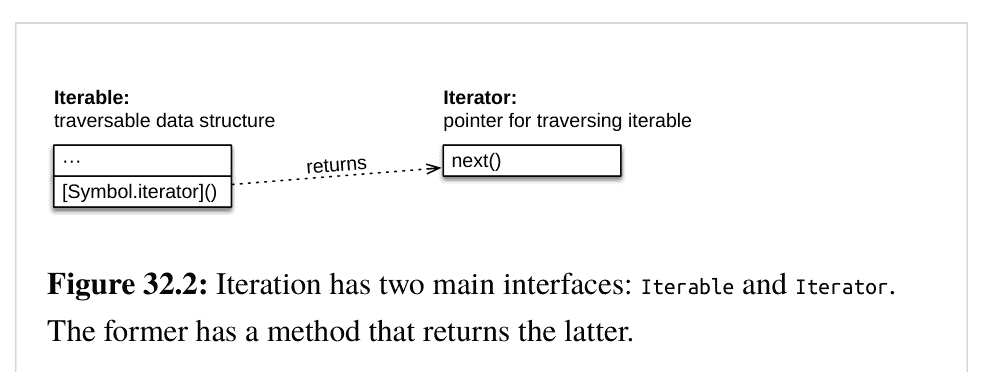 Iterable:
traversable data structure
…
[Symbol.iterator]()
returns
Iterator:
pointer for traversing iterable
next()
Figure 32.2: Iteration has two main interfaces: Iterable and Iterator.
The former has a method that returns the latter.